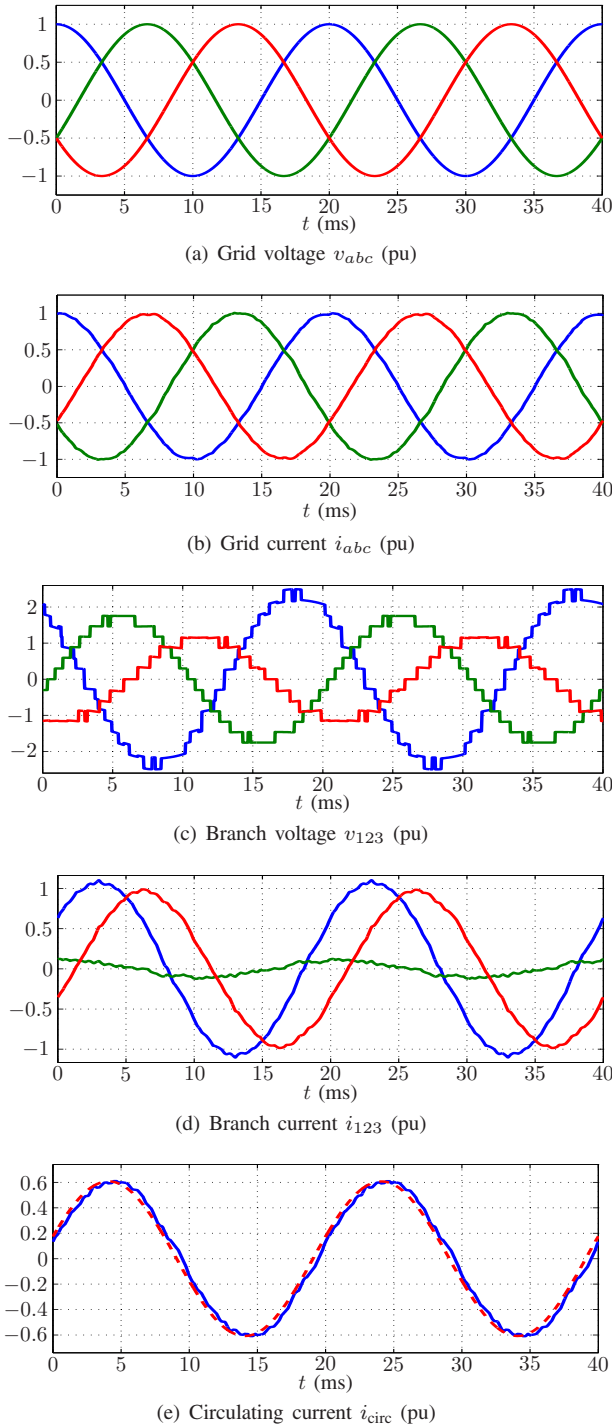 1
0.5
0
−0.5
−1
0 5 10 15 20 25 30 35 40
t (ms)
(a) Grid voltage vabc (pu)
1
0.5
0
−0.5
−1
0 5 10 15 20 25 30 35 40
t (ms)
(b) Grid current iabc (pu)
2
1
0
−1
−2
0 5 10 15 20 25 30 35 40
t (ms)
(c) Branch voltage v123 (pu)
1
0.5
0
−0.5
−1
0 5 10 15 20 25 30 35 40
t (ms)
(d) Branch current i123 (pu)
0.6
0.4
0.2
0
−0.2
−0.4
−0.6
0 5 10 15 20 25 30 35 40
t (ms)
(e) Circulating current icirc (pu)